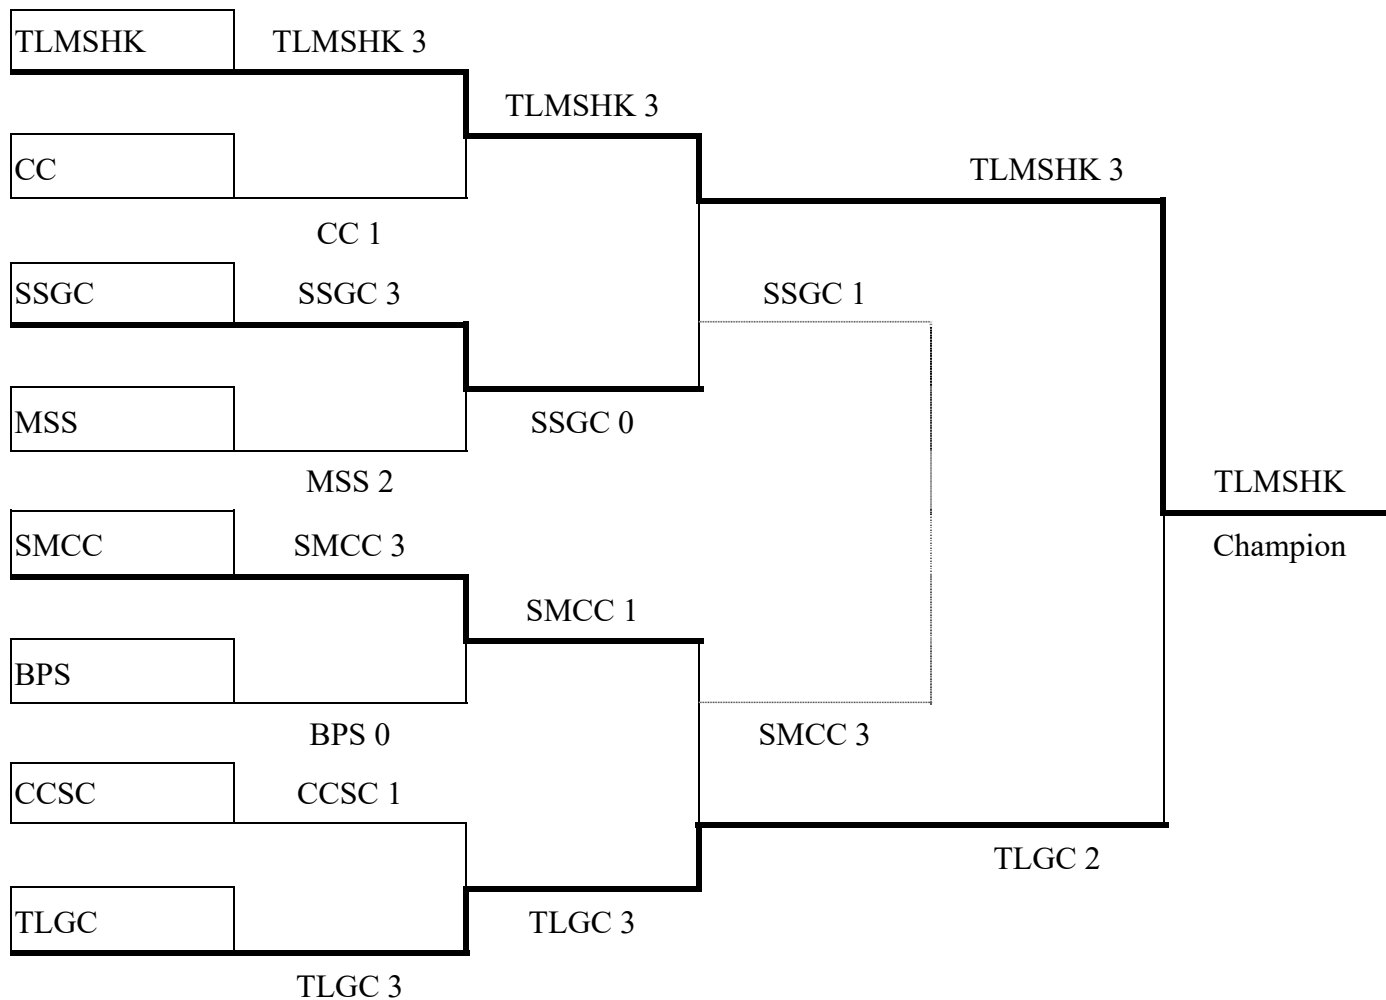 TLMSHK TLMSHK 3
TLMSHK 3
CC
TLMSHK 3
CC 1
SSGC SSGC 3
SSGC 1
MSS
SSGC 0
MSS 2
TLMSHK
SMCC SMCC 3
Champion
SMCC 1
BPS
BPS 0
SMCC 3
CCSC CCSC 1
TLGC 2
TLGC
TLGC 3
TLGC 3